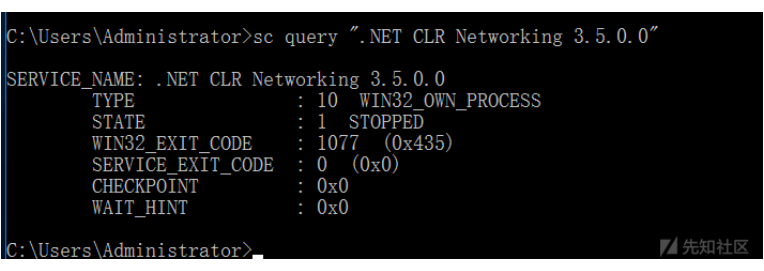 C:\Users\Administrator>sc query ".NET CLR Networking 3.5.0.0"
SERVICE_NAME: .NET CLR Networking 3.5.0.0
        TYPE               : 10  WIN32_OWN_PROCESS
        STATE              : 1  STOPPED
        WIN32_EXIT_CODE    : 1077  (0x435)
        SERVICE_EXIT_CODE  : 0  (0x0)
        CHECKPOINT         : 0x0
        WAIT_HINT          : 0x0
C:\Users\Administrator>
先知社区